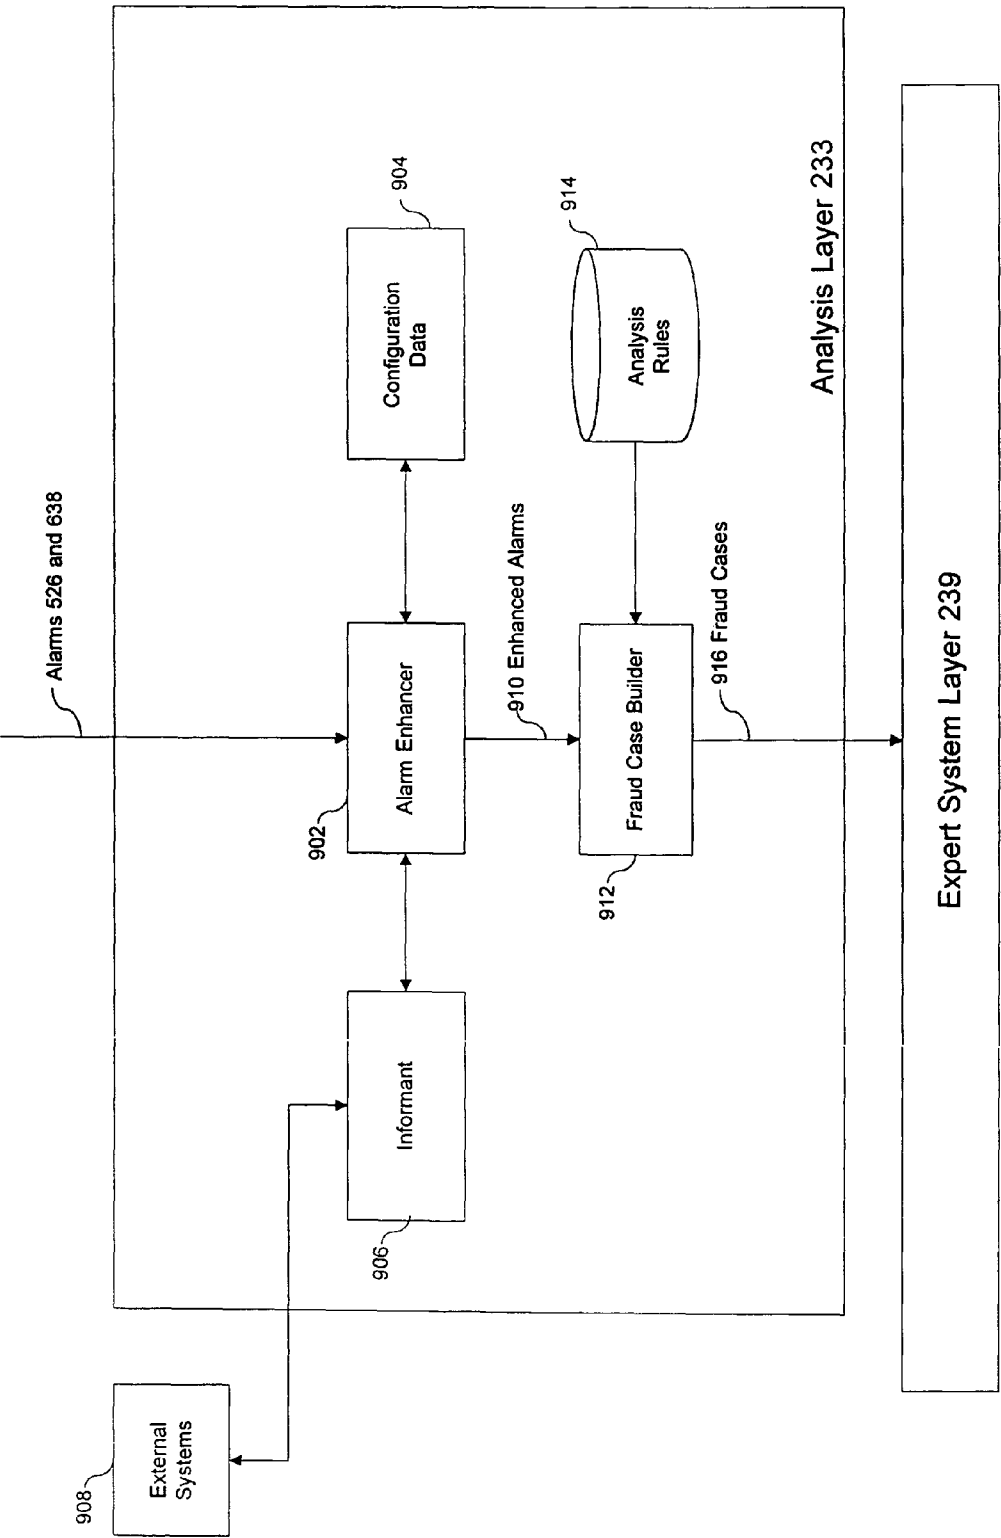 Alarms 526 and 638
902
Alarm Enhancer
904
Configuration
Data
906
Informant
908
External
Systems
910 Enhanced Alarms
912
Fraud Case Builder
914
Analysis
Rules
916 Fraud Cases
Analysis Layer 233
Expert System Layer 239